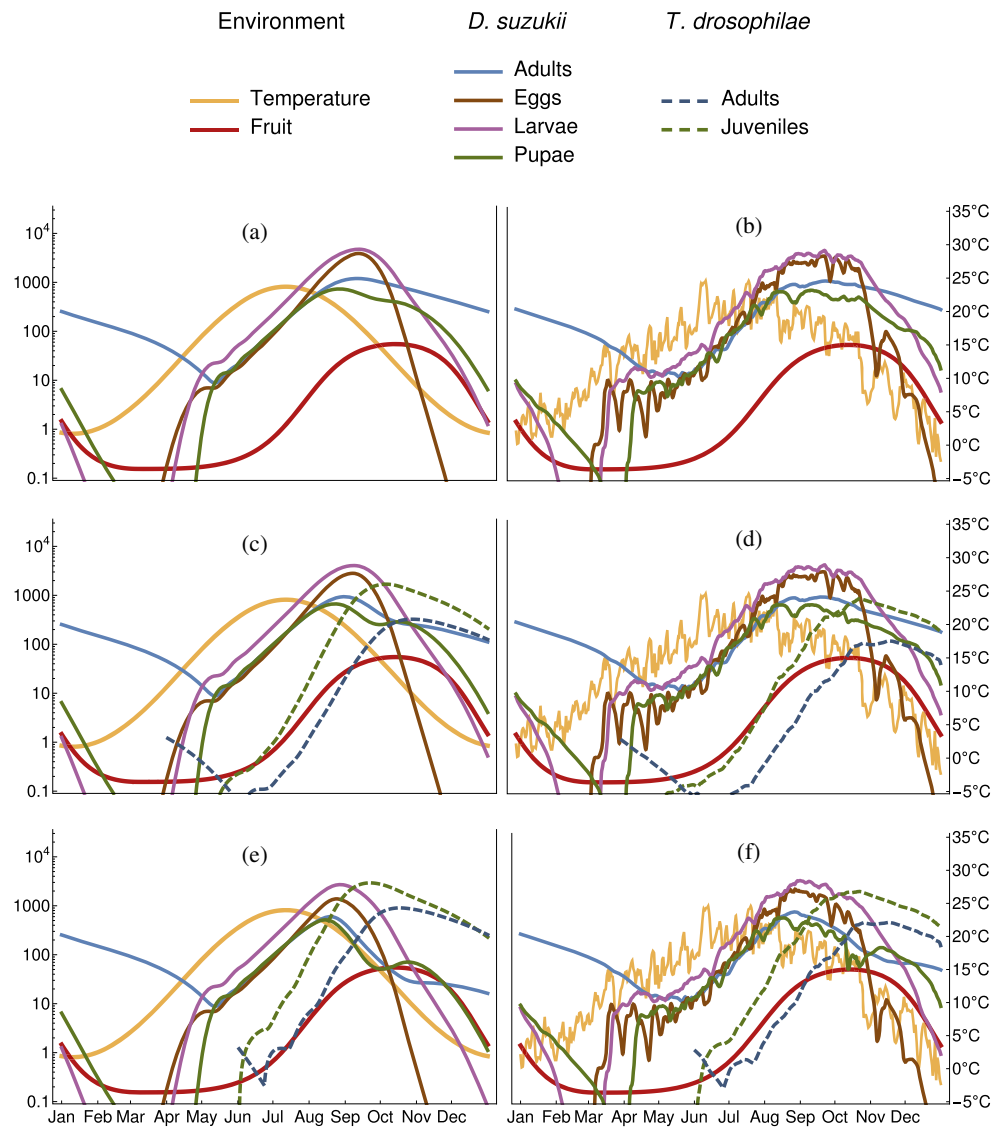 Environment D. suzukii T. drosophilae
Adults
Temperature Eggs Adults
Fruit Larvae Juveniles
Pupae
(a) (b)
10⁴
1000
100
10
1
0.1
35°C
30°C
25°C
20°C
15°C
10°C
5°C
0°C
−5°C
(c) (d)
10⁴
1000
100
10
1
0.1
35°C
30°C
25°C
20°C
15°C
10°C
5°C
0°C
−5°C
(e) (f)
10⁴
1000
100
10
1
0.1
35°C
30°C
25°C
20°C
15°C
10°C
5°C
0°C
−5°C
Jan Feb Mar Apr May Jun Jul Aug Sep Oct Nov Dec Jan Feb Mar Apr May Jun Jul Aug Sep Oct Nov Dec